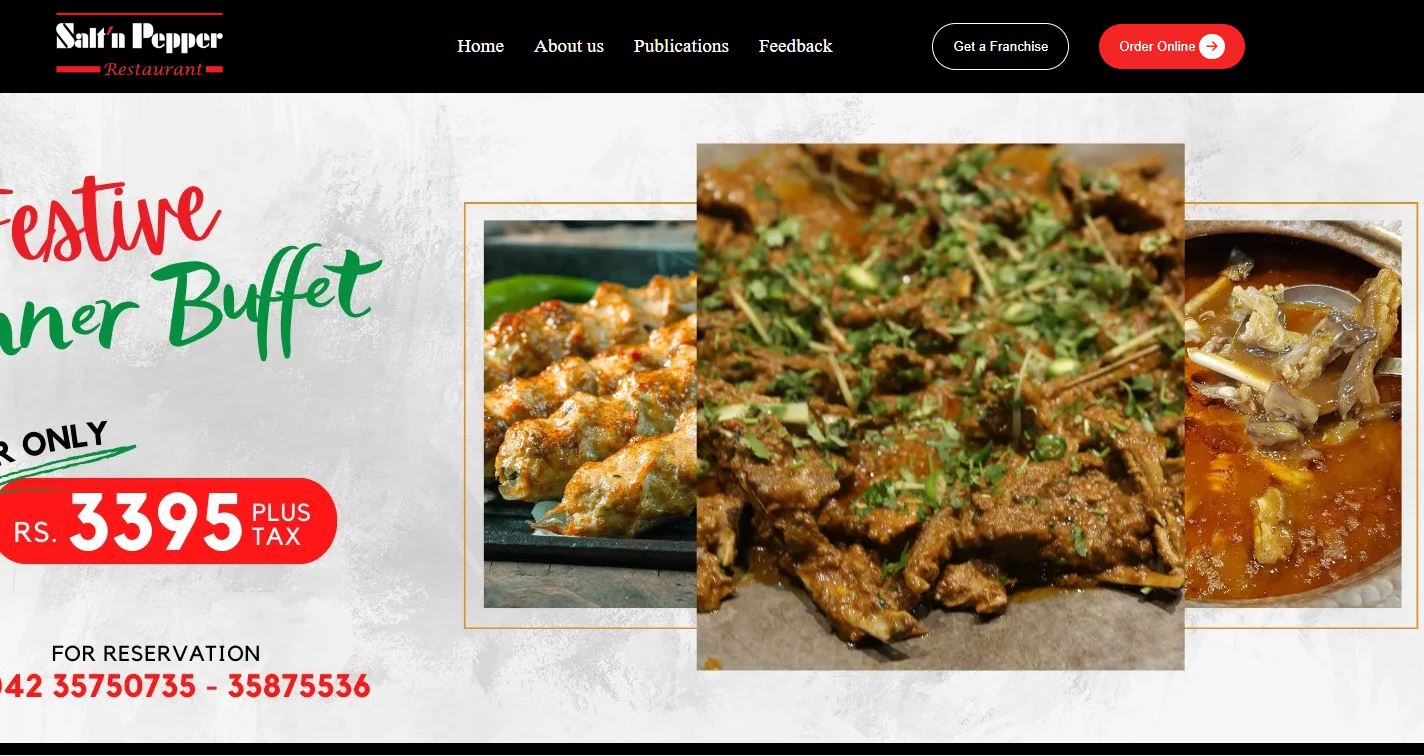 Salt'n Pepper
Restaurant
Home
About us
Publications
Feedback
Get a Franchise
Order Online
Festive
Buffet
ONLY
RS. 3395 PLUS TAX
FOR RESERVATION
042 35750735 - 35875536